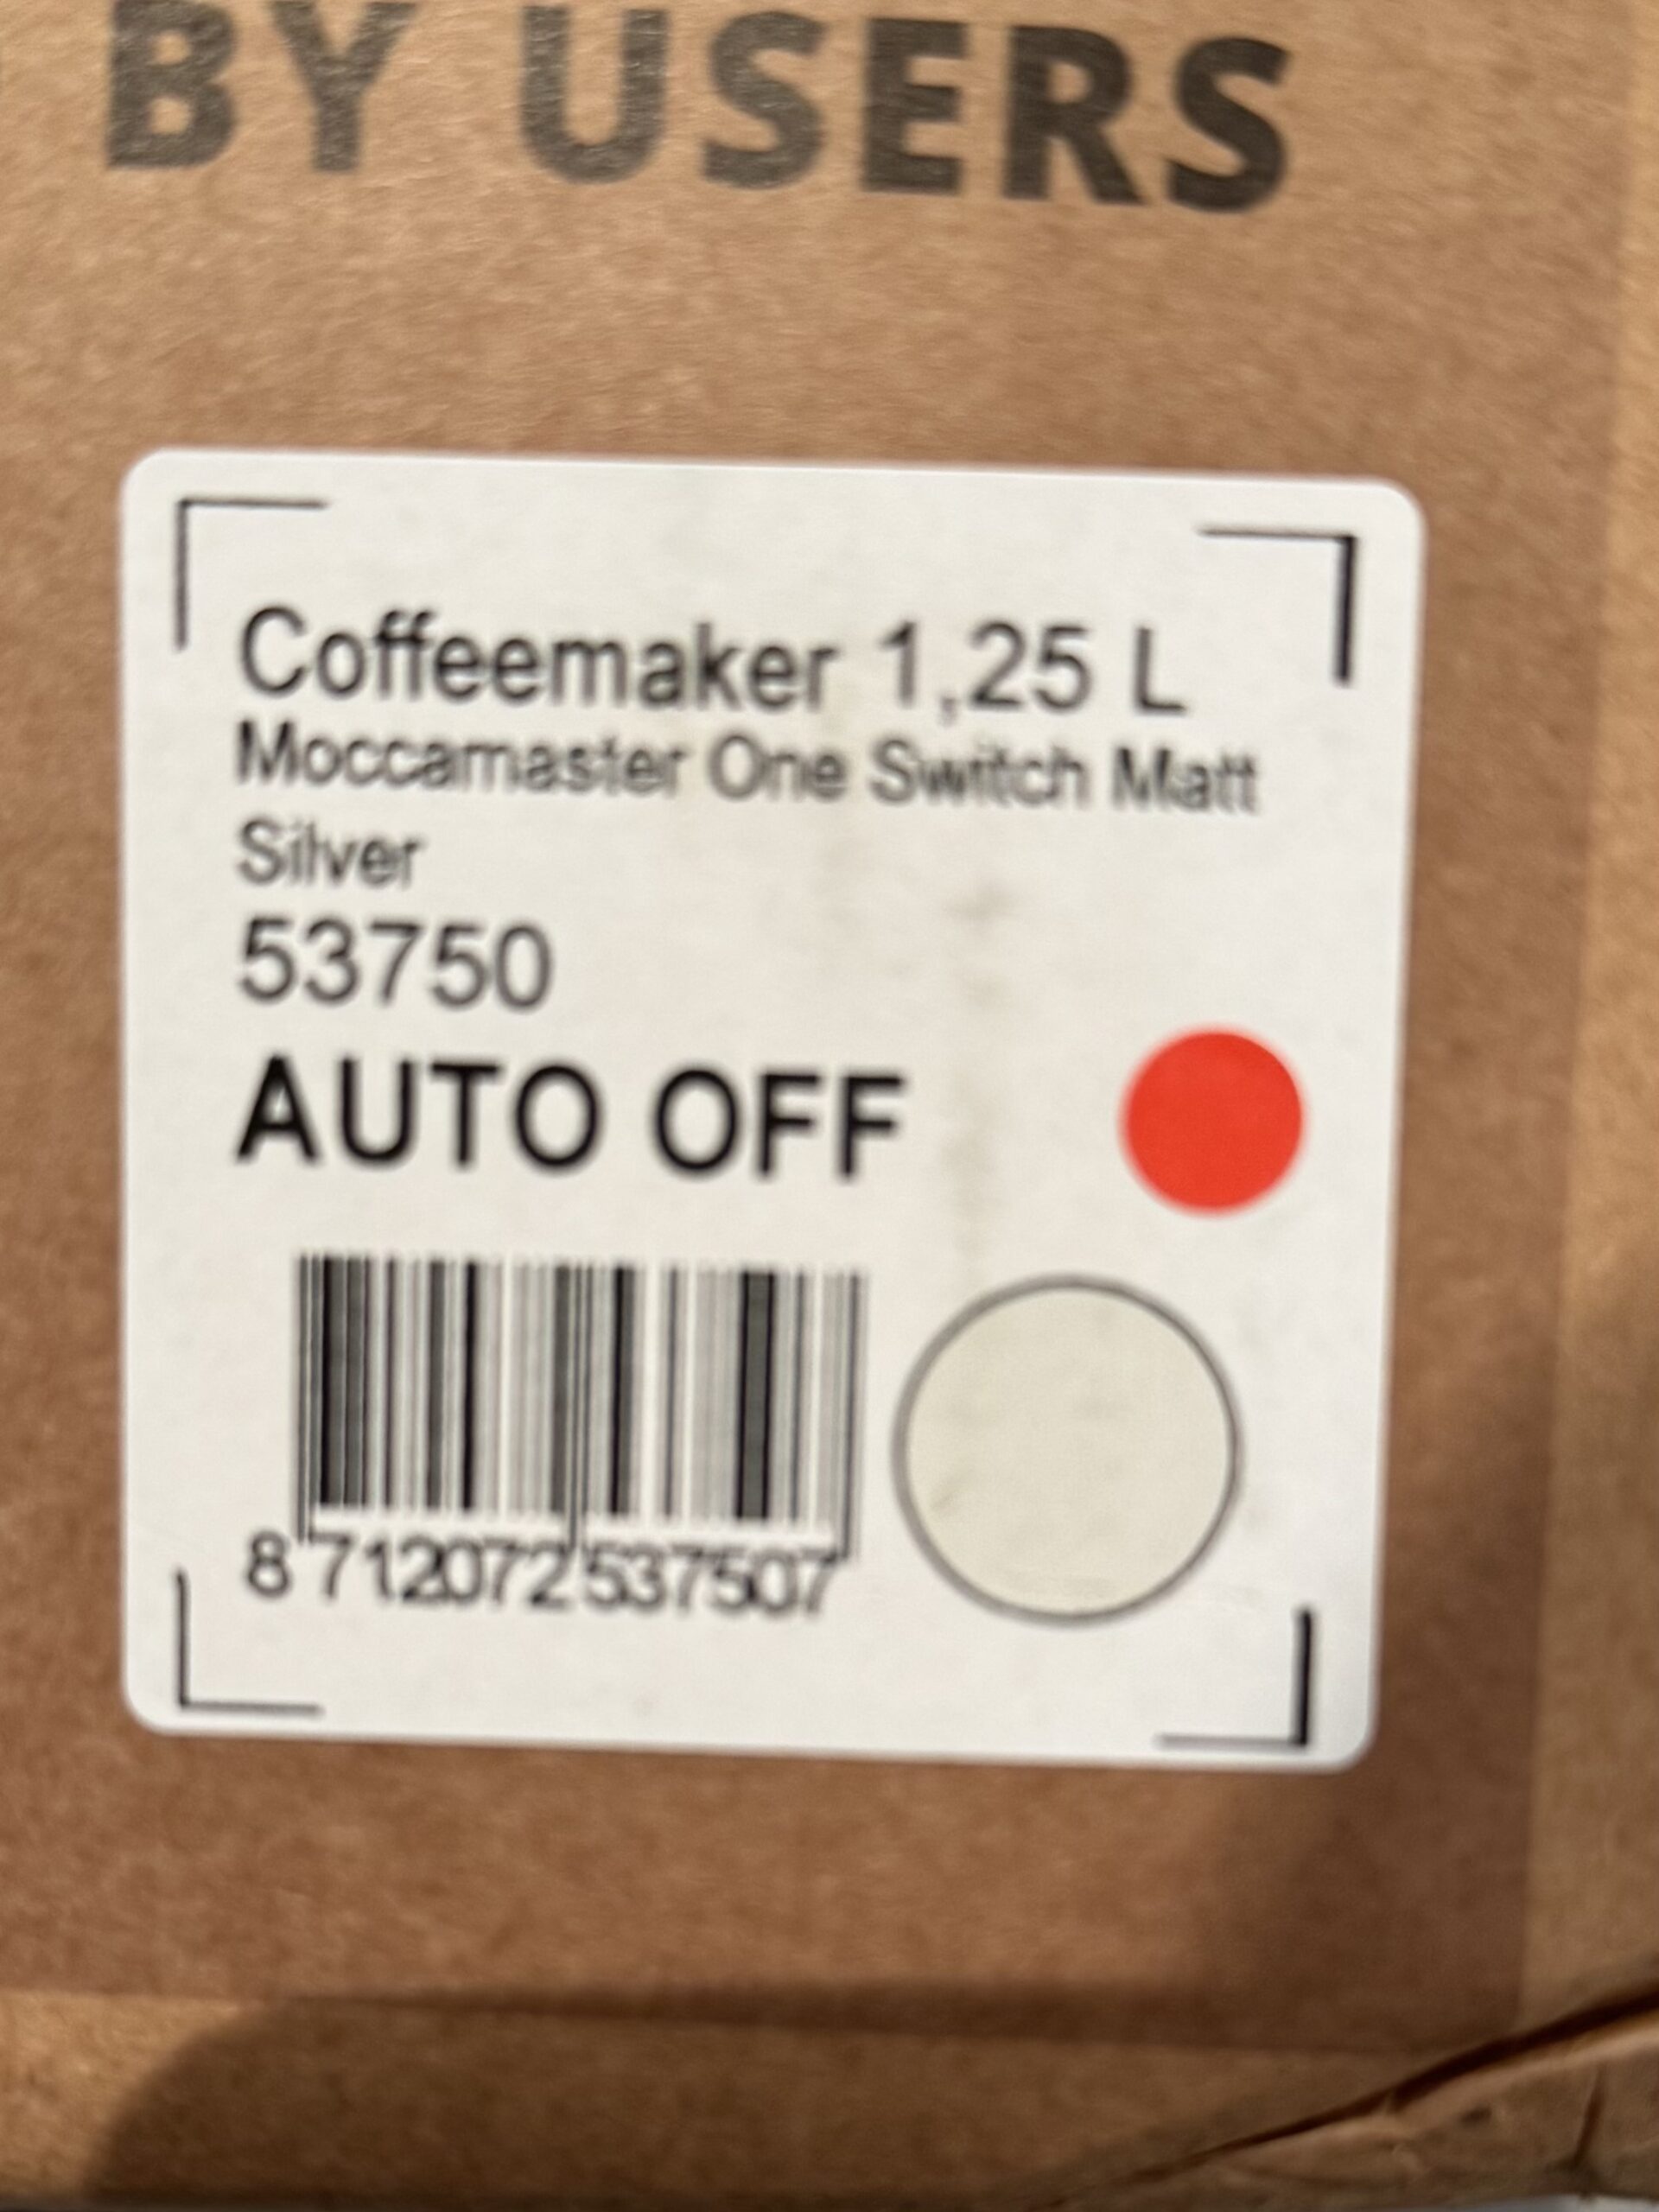 BY USERS
Coffeemaker 1,25 L
Moccamaster One Switch Matt
Silver
53750
AUTO OFF
8 712072 537507